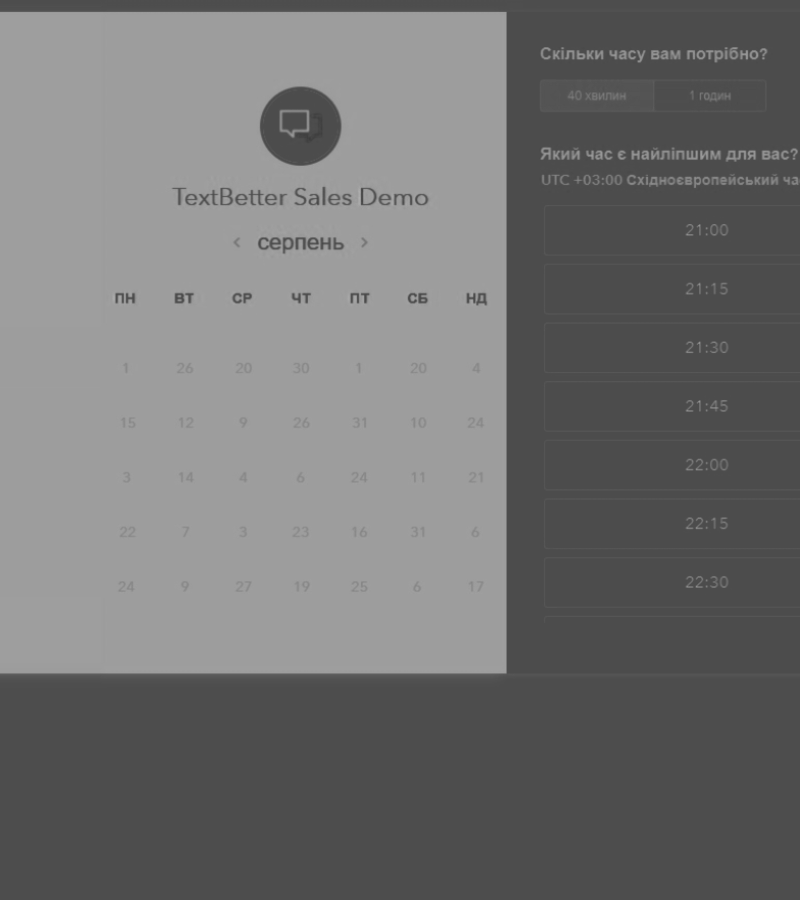 TextBetter Sales Demo
серпень
ПН ВТ СР ЧТ ПТ СБ НД
1 26 20 30 1 20 4
15 12 9 26 31 10 24
3 14 4 6 24 11 21
22 7 3 23 16 31 6
24 9 27 19 25 6 17
Скільки часу вам потрібно?
40 хвилин 1 годин
Який час є найліпшим для вас?
UTC +03:00 Східноєвропейський ча
21:00
21:15
21:30
21:45
22:00
22:15
22:30